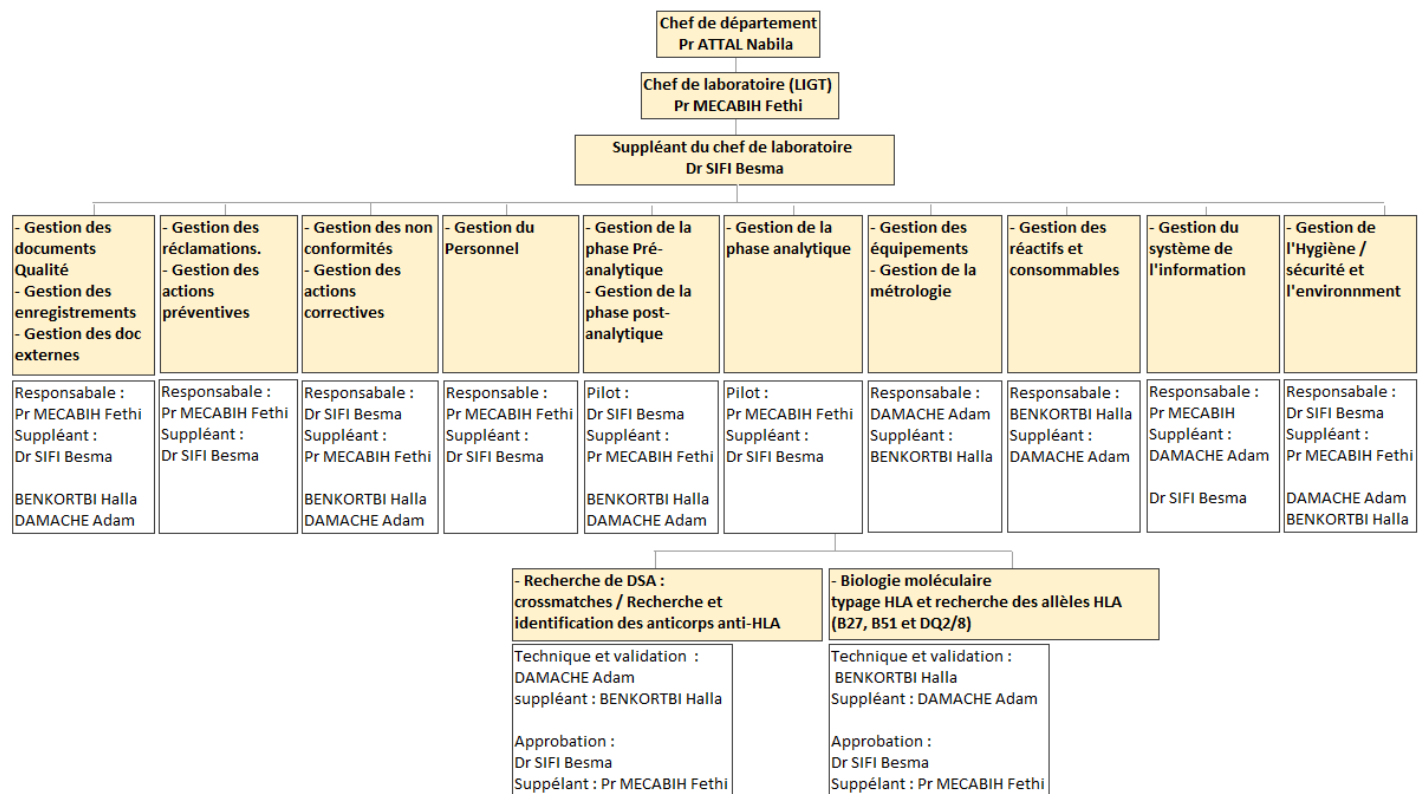 Chef de département
Pr ATTAL Nabila
Chef de laboratoire (LIGT)
Pr MECABIH Fethi
Suppléant du chef de laboratoire
Dr SIFI Besma
- Gestion des
documents
Qualité
- Gestion des
enregistrements
- Gestion des doc
externes
Responsabale :
Pr MECABIH Fethi
Suppléant :
Dr SIFI Besma
BENKORTBI Halla
DAMACHE Adam
- Gestion des
réclamations.
- Gestion des
actions
préventives
Responsabale :
Pr MECABIH Fethi
Suppléant :
Dr SIFI Besma
- Gestion des non
conformités
- Gestion des
actions
correctives
Responsabale :
Dr SIFI Besma
Suppléant :
Pr MECABIH Fethi
BENKORTBI Halla
DAMACHE Adam
- Gestion du
Personnel
Responsable :
Pr MECABIH Fethi
Suppléant :
Dr SIFI Besma
- Gestion de la
phase Pré-
analytique
- Gestion de la
phase post-
analytique
Pilot :
Dr SIFI Besma
Suppléant :
Pr MECABIH Fethi
BENKORTBI Halla
DAMACHE Adam
- Gestion de la
phase analytique
Pilot :
Pr MECABIH Fethi
Suppléant :
Dr SIFI Besma
- Gestion des
équipements
- Gestion de la
métrologie
Responsabale :
DAMACHE Adam
Suppléant :
BENKORTBI Halla
- Gestion des
réactifs et
consommables
Responsabale :
BENKORTBI Halla
Suppléant :
DAMACHE Adam
- Gestion du
système de
l'information
Responsabale :
Pr MECABIH
Suppléant :
DAMACHE Adam
Dr SIFI Besma
- Gestion de
l'Hygiène /
sécurité et
l'environnment
Responsabale :
Dr SIFI Besma
Suppléant :
Pr MECABIH Fethi
DAMACHE Adam
BENKORTBI Halla
- Recherche de DSA :
crossmatches / Recherche et
identification des anticorps anti-HLA
Technique et validation :
DAMACHE Adam
suppléant : BENKORTBI Halla
Approbation :
Dr SIFI Besma
Suppélant : Pr MECABIH Fethi
- Biologie moléculaire
typage HLA et recherche des allèles HLA
(B27, B51 et DQ2/8)
Technique et validation :
BENKORTBI Halla
Suppléant : DAMACHE Adam
Approbation :
Dr SIFI Besma
Suppélant : Pr MECABIH Fethi